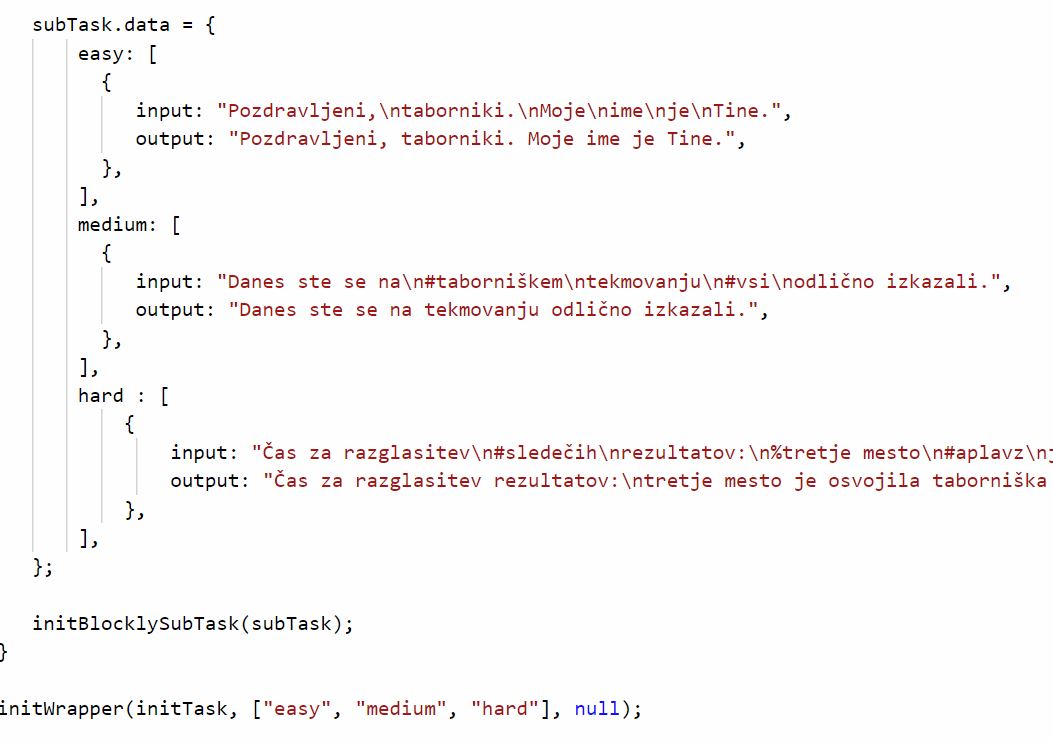 subTask.data = {
easy: [
{
input: "Pozdravljeni,\ntaborniki.\nMoje\nime\nje\nTine.",
output: "Pozdravljeni, taborniki. Moje ime je Tine.",
},
],
medium: [
{
input: "Danes ste se na\n#taborniškem\ntekmovanju\n#vsi\nodlično izkazali.",
output: "Danes ste se na tekmovanju odlično izkazali.",
},
],
hard : [
{
input: "Čas za razglasitev\n#sledečih\nrezultatov:\n%tretje mesto\n#aplavz\nj
output: "Čas za razglasitev rezultatov:\ntretje mesto je osvojila taborniška
},
],
};
initBlocklySubTask(subTask);
}
initWrapper(initTask, ["easy", "medium", "hard"], null);